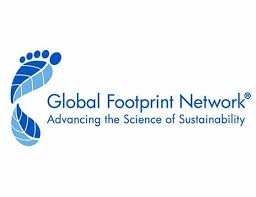 Global Footprint Network®
Advancing the Science of Sustainability